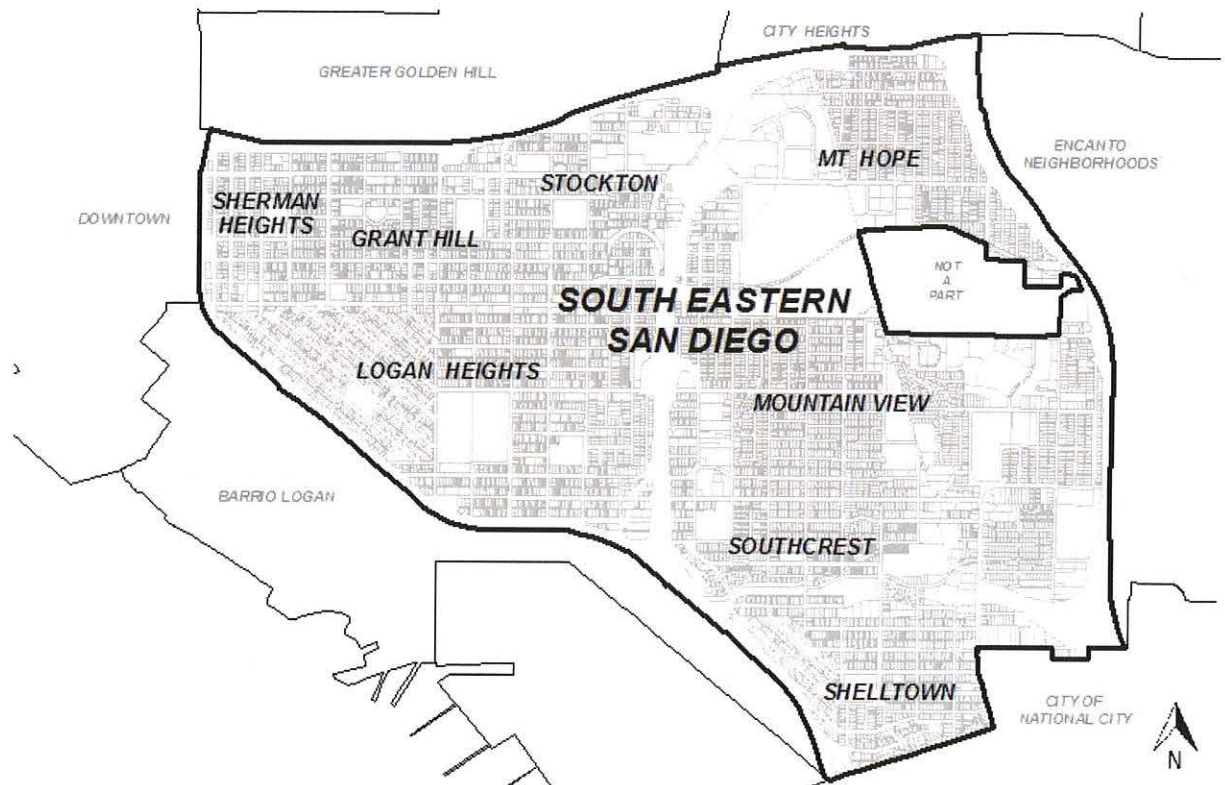 CITY HEIGHTS
GREATER GOLDEN HILL
ENCANTO
NEIGHBORHOODS
MT HOPE
STOCKTON
SHERMAN
HEIGHTS
DOWNTOWN
GRANT HILL
NOT
A
PART
SOUTH EASTERN
SAN DIEGO
LOGAN HEIGHTS
MOUNTAIN VIEW
BARRIO LOGAN
SOUTHCREST
SHELLTOWN
CITY OF
NATIONAL CITY
N